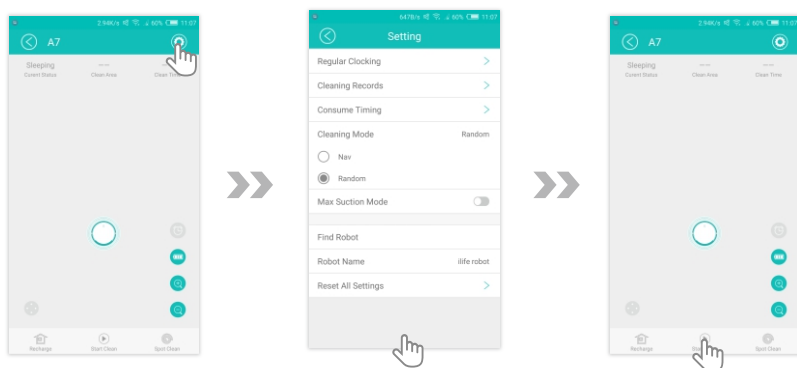 2.94K/s 60% 11:07
A7
Sleeping
Curent Status
--
Clean Area
--
Clean Time
Recharge
Start Clean
Spot Clean
647B/s 60% 11:07
Setting
Regular Clocking
Cleaning Records
Consume Timing
Cleaning Mode Random
Nav
Random
Max Suction Mode
Find Robot
Robot Name ilife robot
Reset All Settings
2.94K/s 60% 11:07
A7
Sleeping
Curent Status
--
Clean Area
--
Clean Time
Recharge
Spot Clean